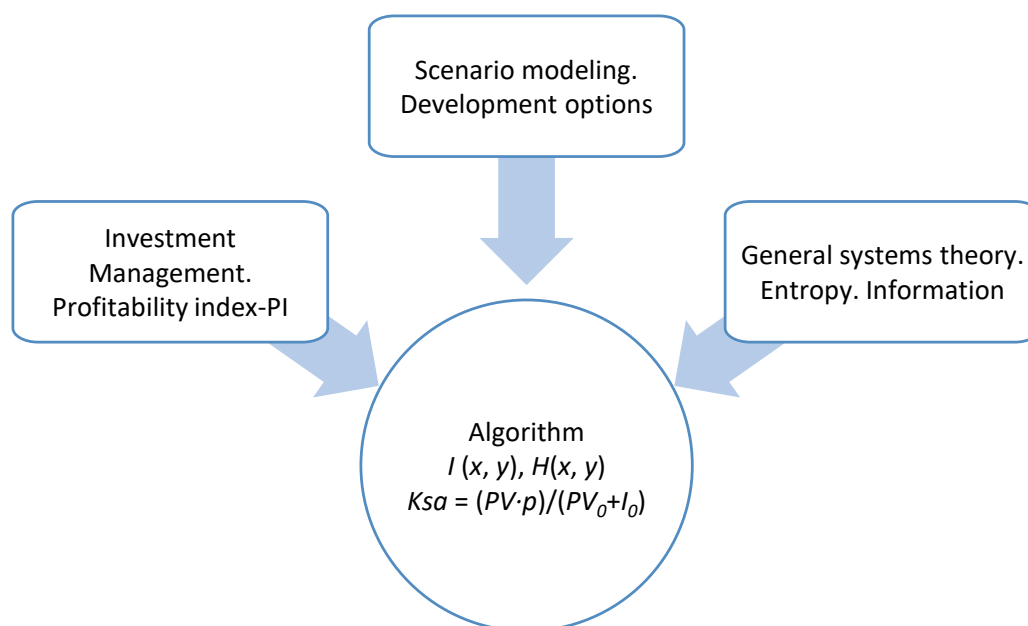 Scenario modeling.
Development options
Investment
Management.
Profitability index-PI
General systems theory.
Entropy. Information
Algorithm
I (x, y), H(x, y)
Ksa = (PV·p)/(PV₀+I₀)